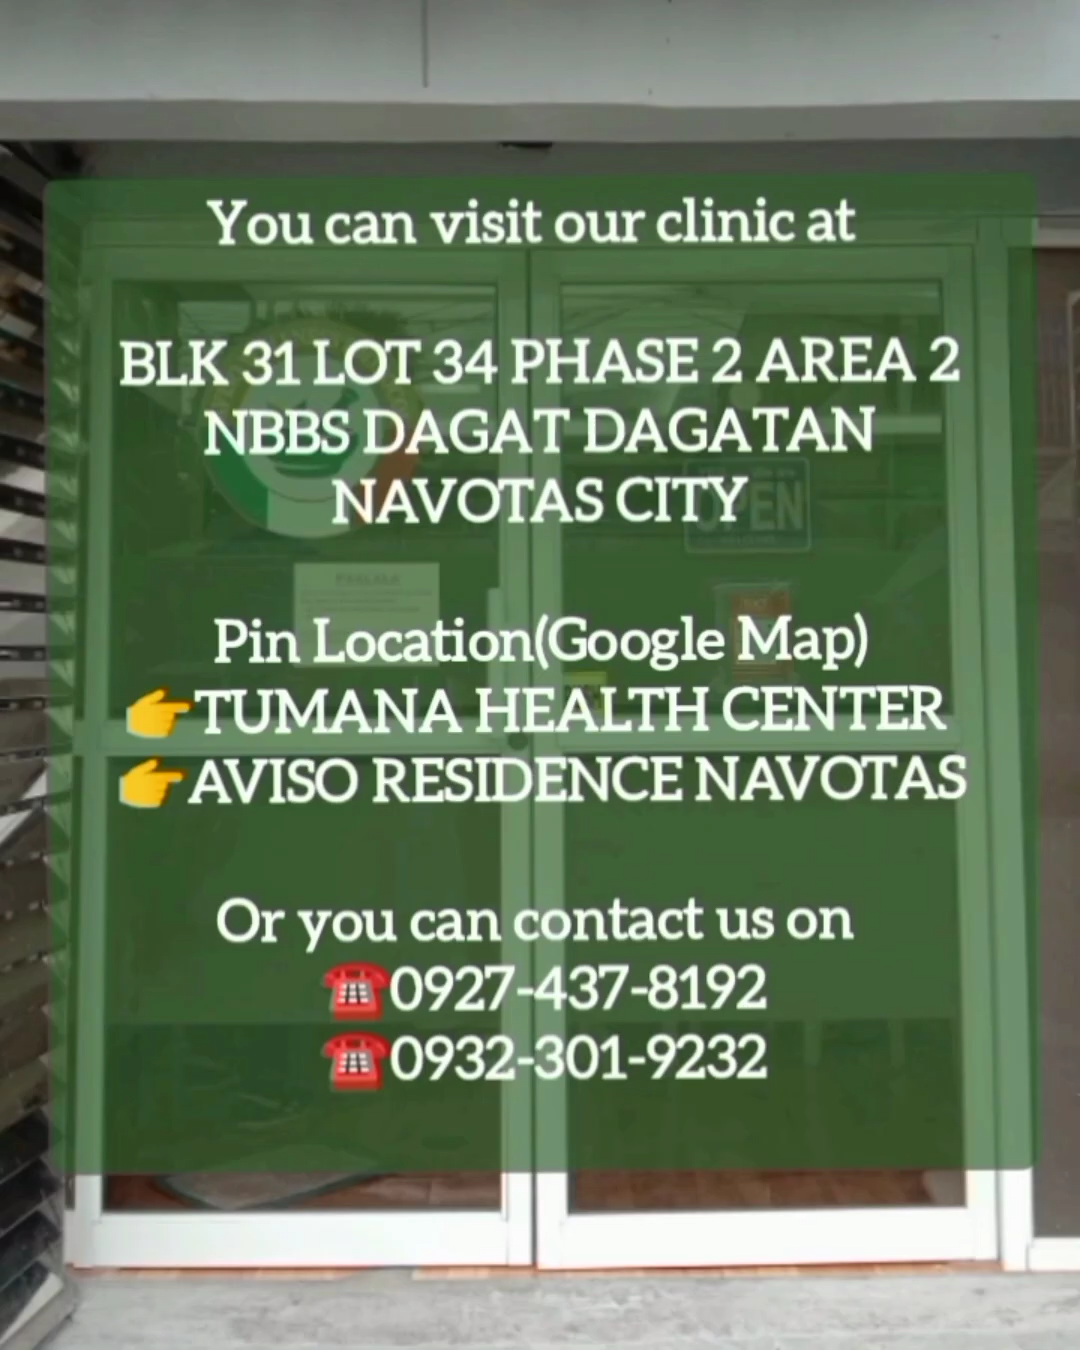 You can visit our clinic at
BLK 31 LOT 34 PHASE 2 AREA 2
NBBS DAGAT DAGATAN
NAVOTAS CITY
OPEN
Pin Location(Google Map)
👉TUMANA HEALTH CENTER
👉AVISO RESIDENCE NAVOTAS
Or you can contact us on
☎️0927-437-8192
☎️0932-301-9232